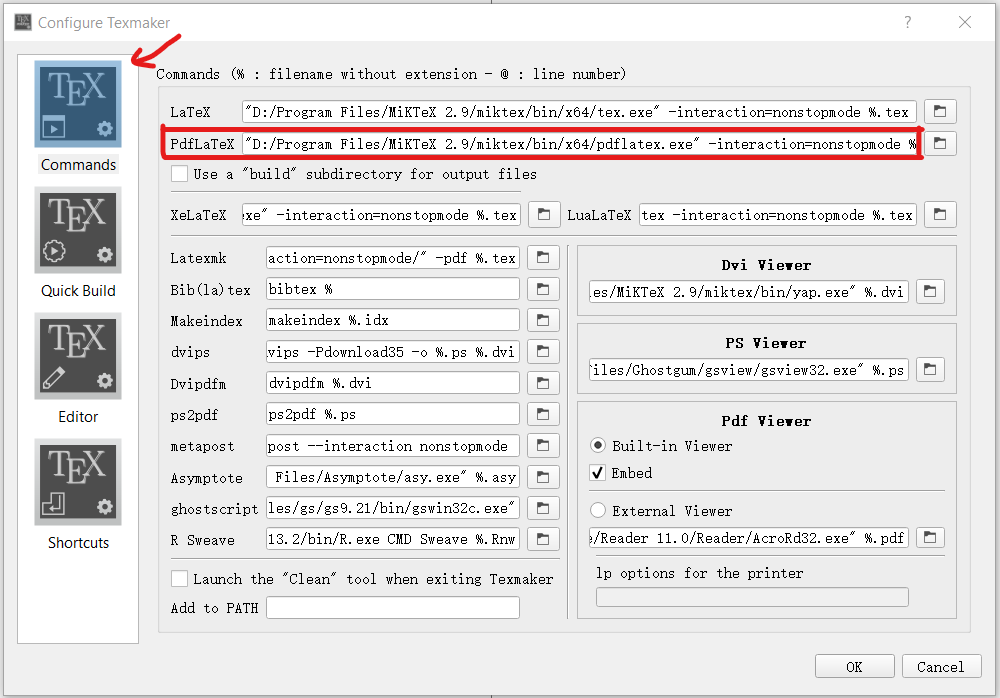 Configure Texmaker
Commands (% : filename without extension - @ : line number)
TEX
Commands
TEX
Quick Build
TEX
Editor
TEX
Shortcuts
LaTeX "D:/Program Files/MiKTeX 2.9/miktex/bin/x64/tex.exe" -interaction=nonstopmode %.tex
PdfLaTeX "D:/Program Files/MiKTeX 2.9/miktex/bin/x64/pdflatex.exe" -interaction=nonstopmode %
Use a "build" subdirectory for output files
XeLaTeX exe" -interaction=nonstopmode %.tex LuaLaTeX tex -interaction=nonstopmode %.tex
Latexmk action=nonstopmode/" -pdf %.tex
Bib(la)tex bibtex %
Makeindex makeindex %.idx
dvips vips -Pdownload35 -o %.ps %.dvi
Dvipdfm dvipdfm %.dvi
ps2pdf ps2pdf %.ps
metapost post --interaction nonstopmode
Asymptote Files/Asymptote/asy.exe" %.asy
ghostscript les/gs/gs9.21/bin/gswin32c.exe"
R Sweave 13.2/bin/R.exe CMD Sweave %.Rnw
Launch the "Clean" tool when exiting Texmaker
Add to PATH
Dvi Viewer
es/MiKTeX 2.9/miktex/bin/yap.exe" %.dvi
PS Viewer
iles/Ghostgum/gsview/gsview32.exe" %.ps
Pdf Viewer
Built-in Viewer
Embed
External Viewer
e/Reader 11.0/Reader/AcroRd32.exe" %.pdf
lp options for the printer
OK Cancel